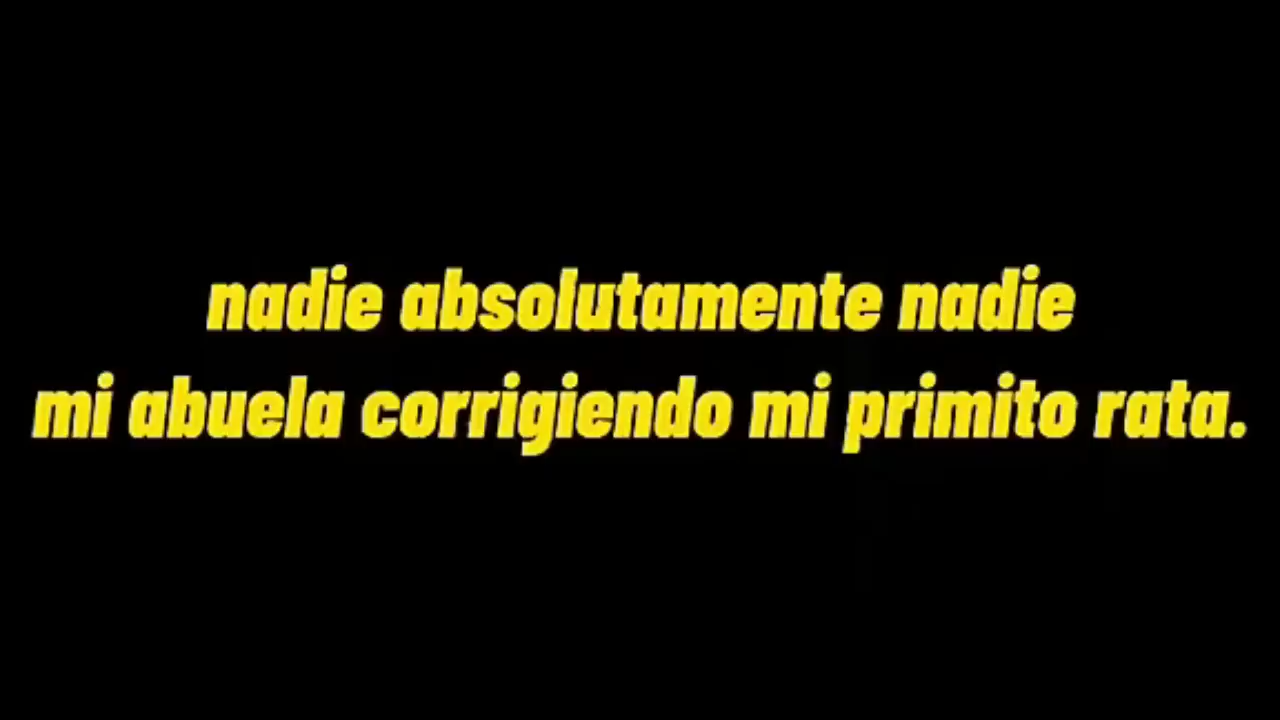 nadie absolutamente nadie
mi abuela corrigiendo mi primito rata.